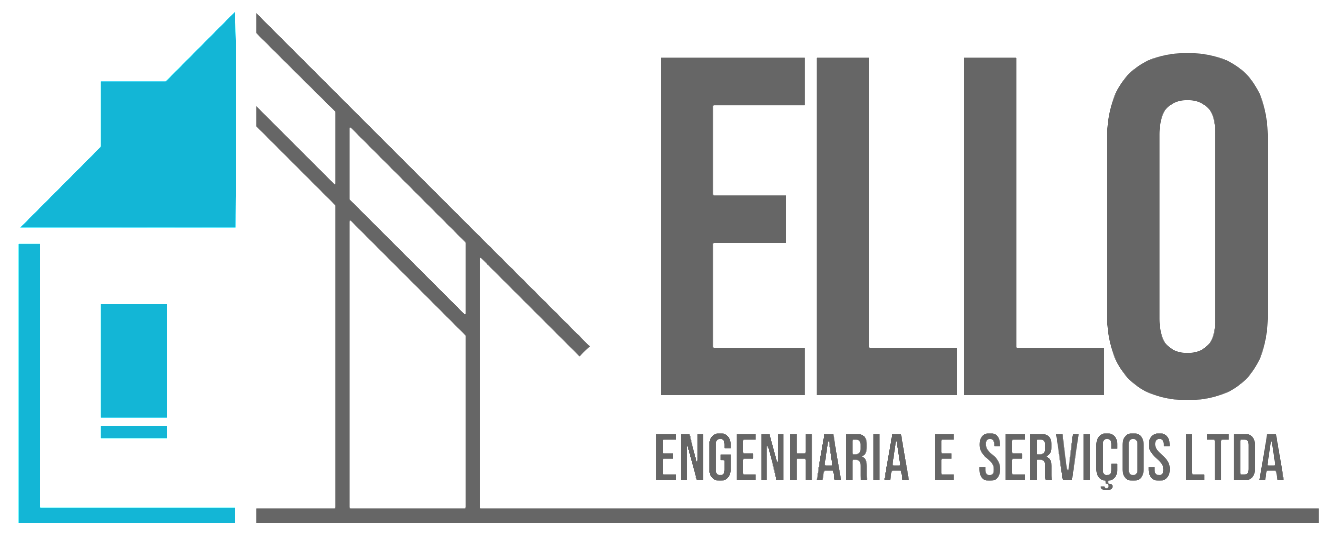 ELLO
ENGENHARIA E SERVIÇOS LTDA